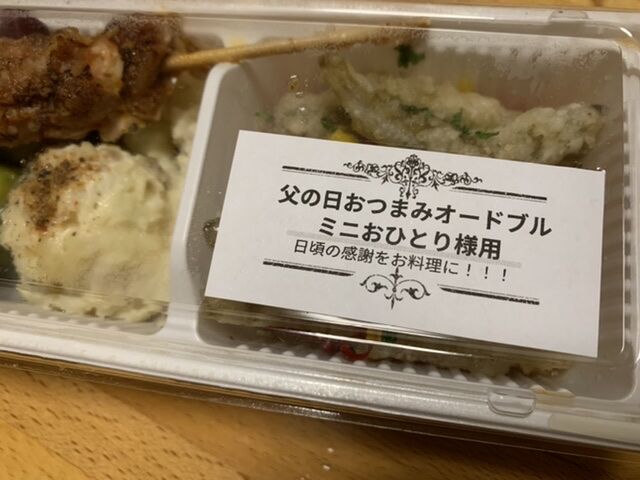 父の日おつまみオードブル
ミニおひとり様用
日頃の感謝をお料理に！！！